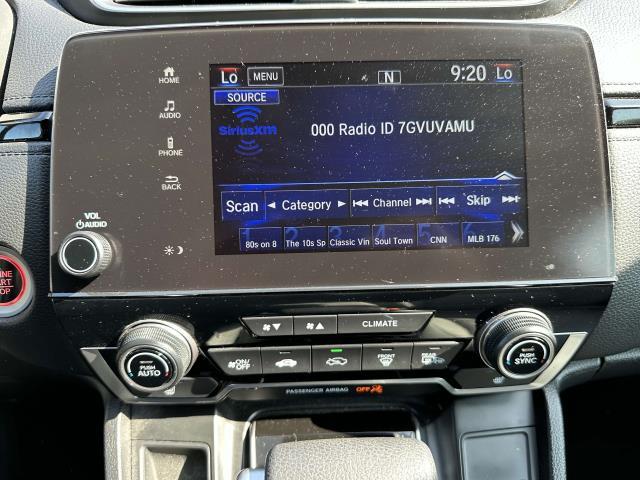 HOME
AUDIO
PHONE
BACK
VOL
AUDIO
Lo MENU N 9:20 Lo
SOURCE
SiriusXM
000 Radio ID 7GVUVAMU
Scan Category Channel Skip
1 2 3 4 5 6
80s on 8 The 10s Sp Classic Vin Soul Town CNN MLB 176
CLIMATE
ON/OFF FRONT REAR
PUSH AUTO
PUSH SYNC
PASSENGER AIRBAG OFF